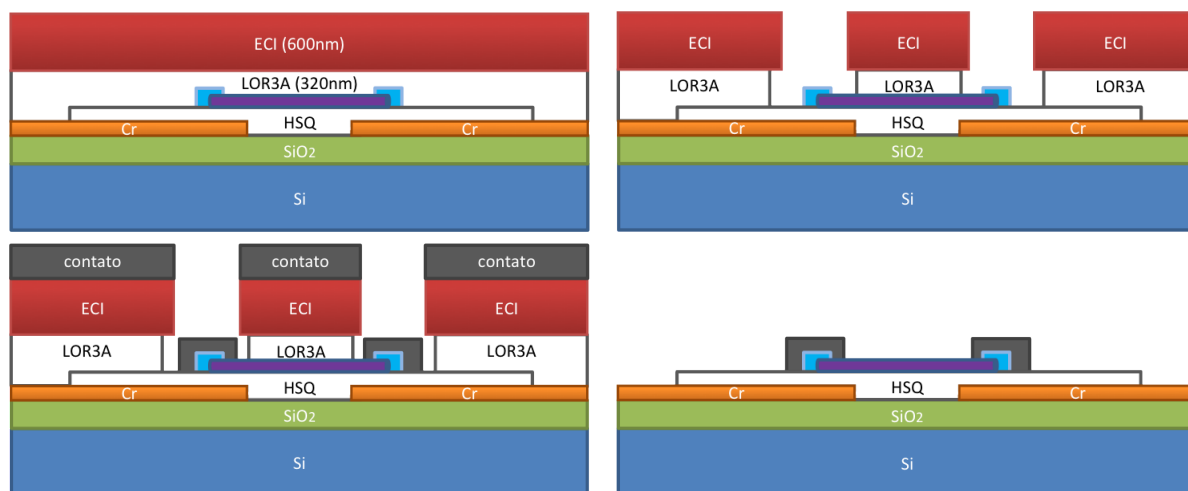 ECI (600nm)
LOR3A (320nm)
HSQ
Cr
Cr
SiO2
Si
ECI
ECI
ECI
LOR3A
LOR3A
LOR3A
HSQ
Cr
Cr
SiO2
Si
contato
contato
contato
ECI
ECI
ECI
LOR3A
LOR3A
LOR3A
HSQ
Cr
Cr
SiO2
Si
HSQ
Cr
Cr
SiO2
Si